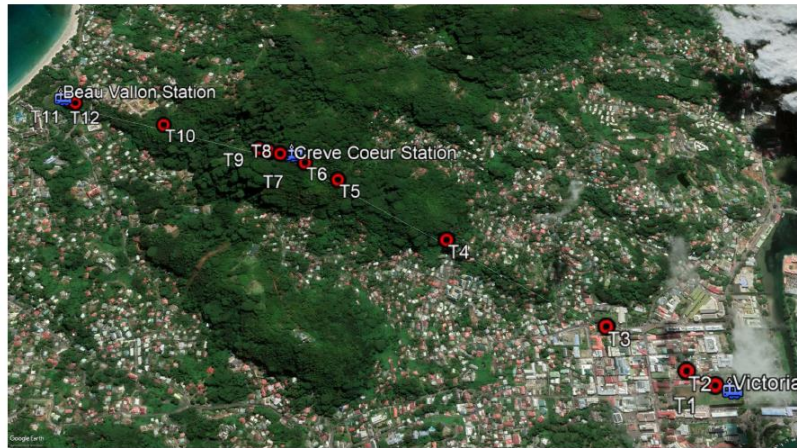 Beau Vallon Station
T11 T12
T10
T8 Creve Coeur Station
T9
T7 T6
T5
T4
T3
T2 Victoria
T1
Google Earth